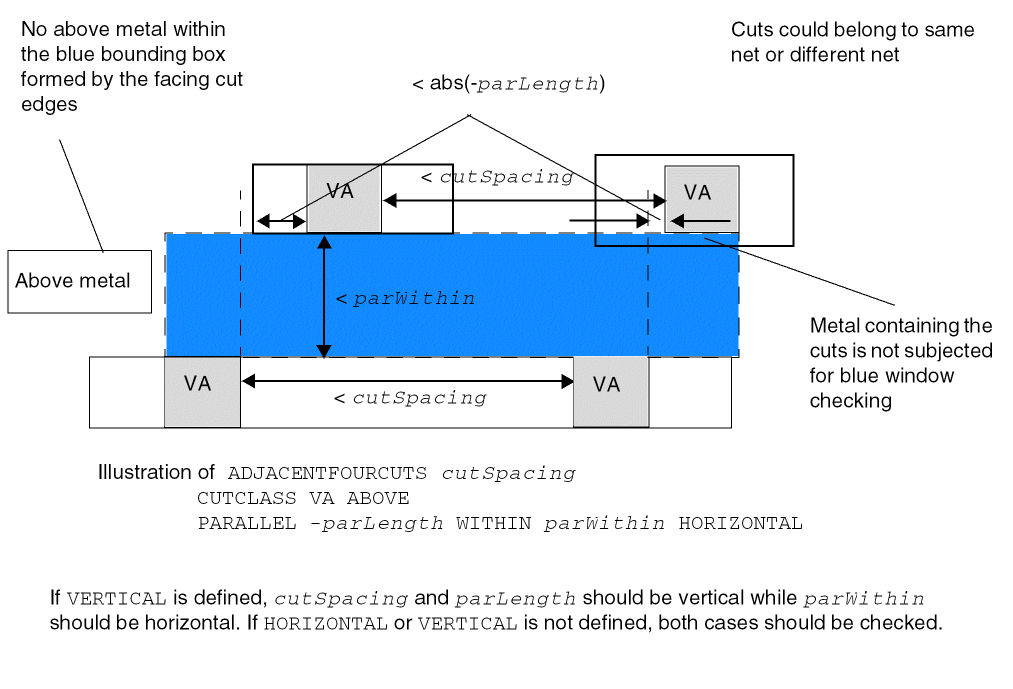 No above metal within
the blue bounding box
formed by the facing cut
edges
Cuts could belong to same
net or different net
< abs(-parLength)
< cutSpacing
VA
VA
Above metal
< parWithin
Metal containing the
cuts is not subjected
for blue window
checking
VA
VA
< cutSpacing
Illustration of ADJACENTFOURCUTS cutSpacing
CUTCLASS VA ABOVE
PARALLEL -parLength WITHIN parWithin HORIZONTAL
If VERTICAL is defined, cutSpacing and parLength should be vertical while parWithin
should be horizontal. If HORIZONTAL or VERTICAL is not defined, both cases should be checked.